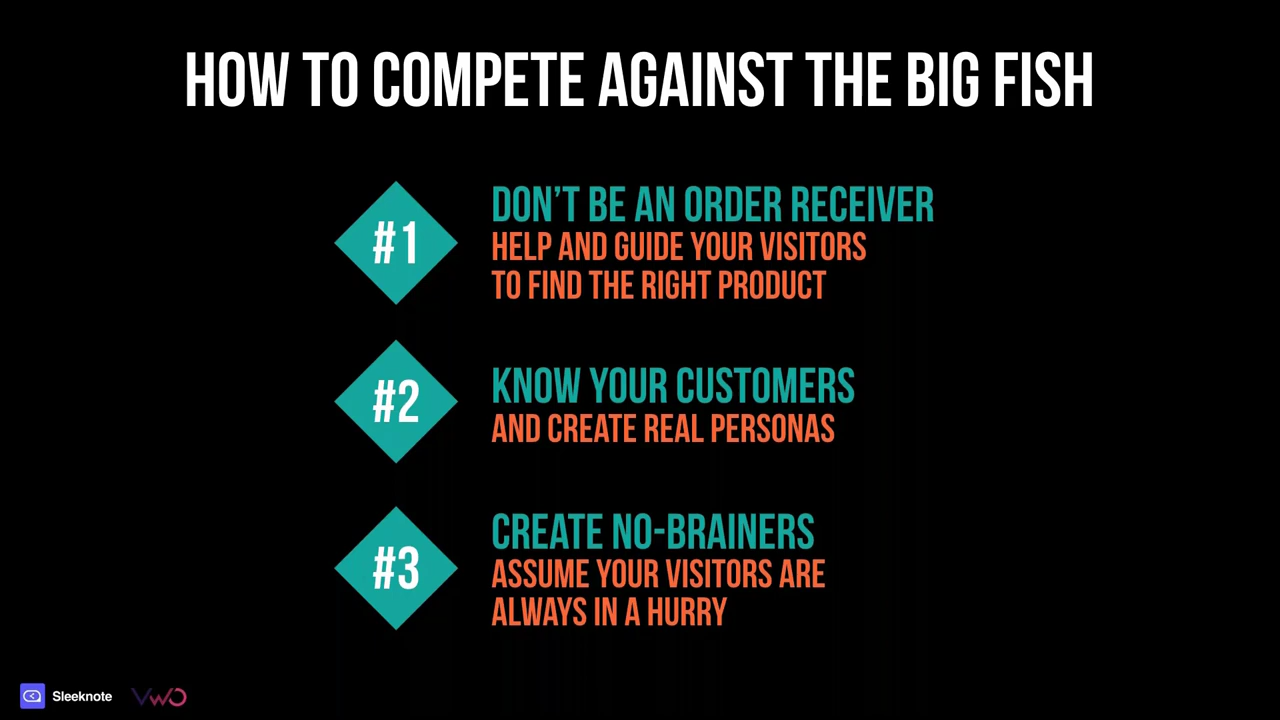 HOW TO COMPETE AGAINST THE BIG FISH
#1
DON'T BE AN ORDER RECEIVER
HELP AND GUIDE YOUR VISITORS
TO FIND THE RIGHT PRODUCT
#2
KNOW YOUR CUSTOMERS
AND CREATE REAL PERSONAS
#3
CREATE NO-BRAINERS
ASSUME YOUR VISITORS ARE
ALWAYS IN A HURRY
Sleeknote VWO